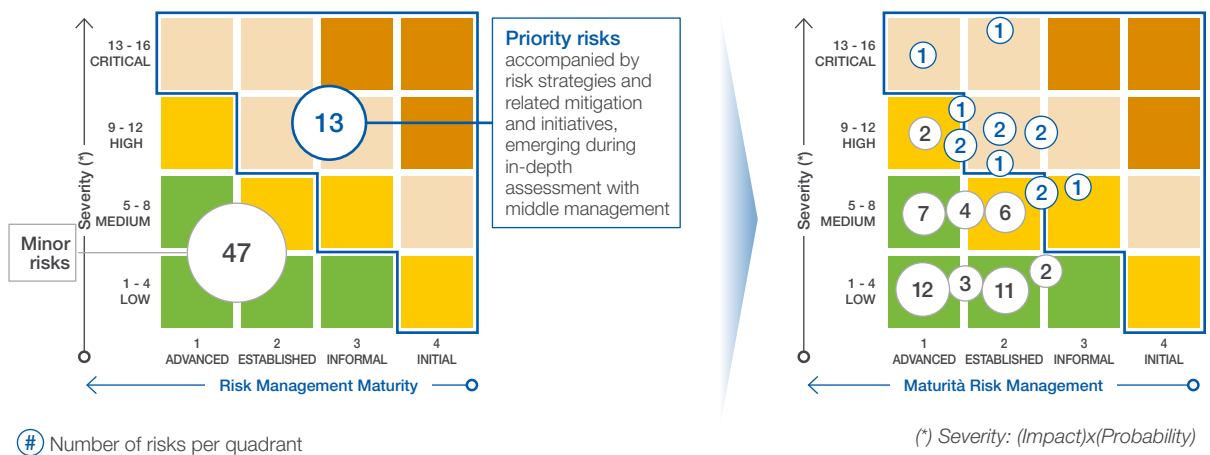 13 - 16
CRITICAL
9 - 12
HIGH
5 - 8
MEDIUM
1 - 4
LOW
Severity (*)
Minor
risks
13
47
Priority risks
accompanied by
risk strategies and
related mitigation
and initiatives,
emerging during
in-depth
assessment with
middle management
1
ADVANCED
2
ESTABLISHED
3
INFORMAL
4
INITIAL
Risk Management Maturity
# Number of risks per quadrant
13 - 16
CRITICAL
9 - 12
HIGH
5 - 8
MEDIUM
1 - 4
LOW
Severity (*)
1
1
1
2
2
2
2
1
2
1
7
4
6
12
3
11
2
1
ADVANCED
2
ESTABLISHED
3
INFORMAL
4
INITIAL
Maturità Risk Management
(*) Severity: (Impact)x(Probability)